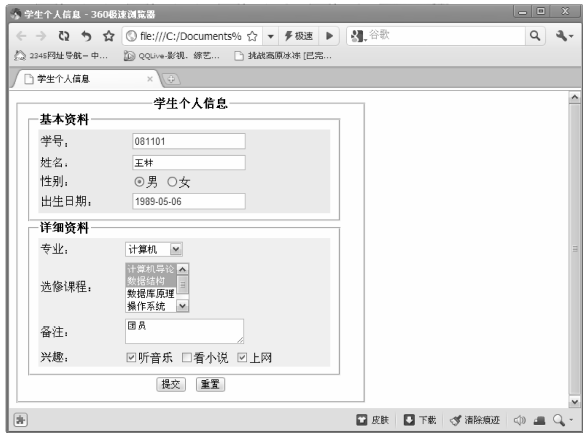 学生个人信息 - 360极速浏览器
file:///C:/Documents% 极速 谷歌
2345网址导航－中... QQLive-影视．综艺... 挑战高原冰冻 [已完...
学生个人信息 ×
学生个人信息
基本资料
学号： 081101
姓名： 王林
性别： 男 女
出生日期： 1989-05-06
详细资料
专业： 计算机
选修课程： 计算机导论
数据结构
数据库原理
操作系统
备注： 团员
兴趣： 听音乐 看小说 上网
提交 重置
皮肤 下载 清除痕迹